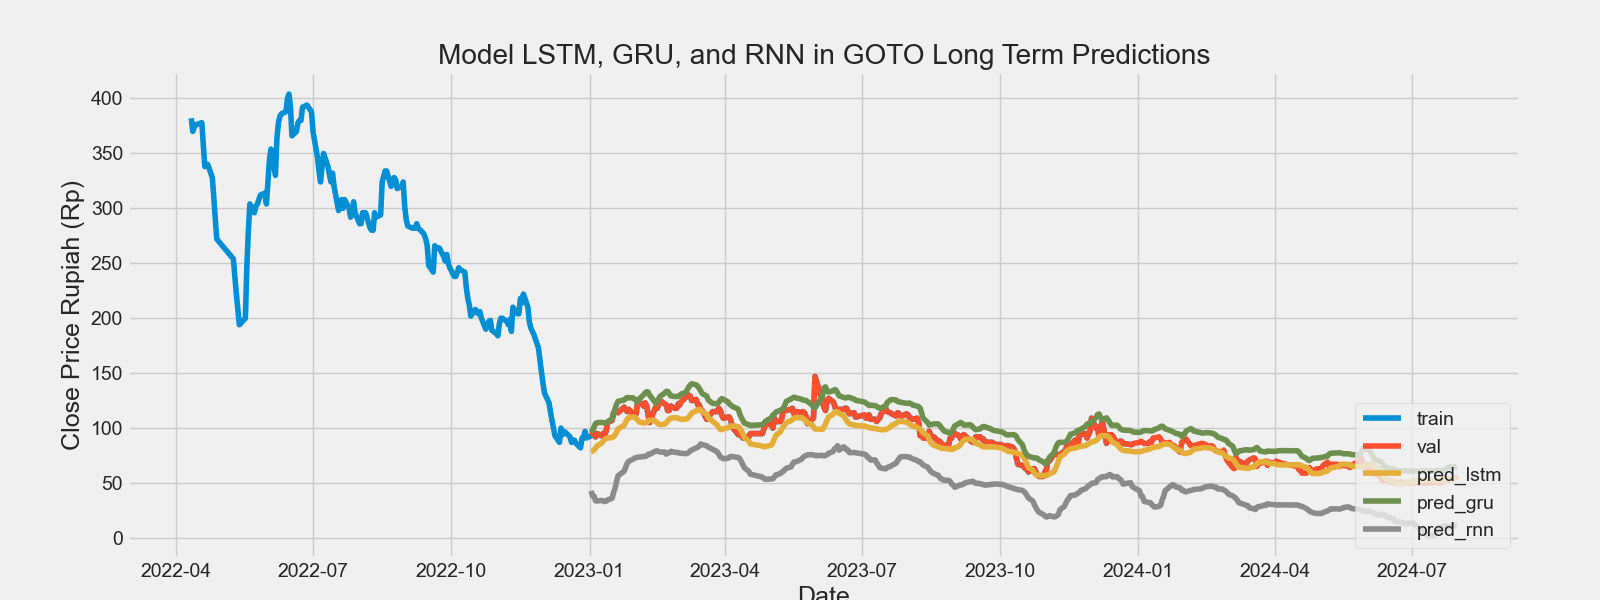 Model LSTM, GRU, and RNN in GOTO Long Term Predictions
Close Price Rupiah (Rp)
400
350
300
250
200
150
100
50
0
2022-04 2022-07 2022-10 2023-01 2023-04 2023-07 2023-10 2024-01 2024-04 2024-07
Date
train
val
pred_lstm
pred_gru
pred_rnn